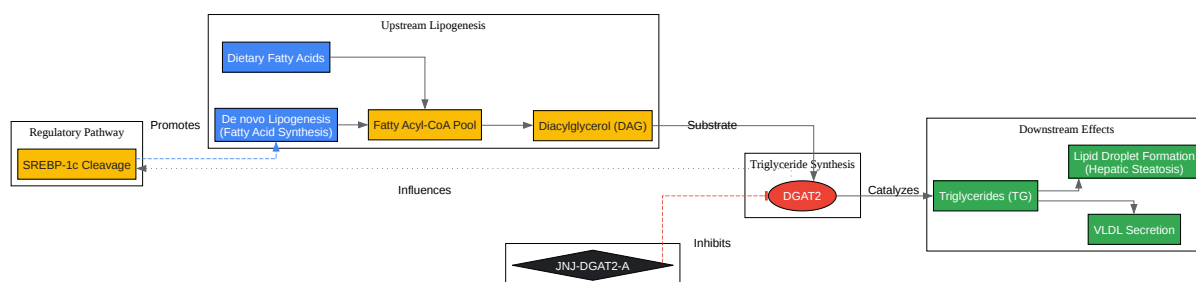 Upstream Lipogenesis
Dietary Fatty Acids
De novo Lipogenesis
(Fatty Acid Synthesis)
Fatty Acyl-CoA Pool
Diacylglycerol (DAG)
Regulatory Pathway
SREBP-1c Cleavage
Promotes
Influences
Substrate
Triglyceride Synthesis
DGAT2
Catalyzes
Inhibits
JNJ-DGAT2-A
Downstream Effects
Lipid Droplet Formation
(Hepatic Steatosis)
Triglycerides (TG)
VLDL Secretion